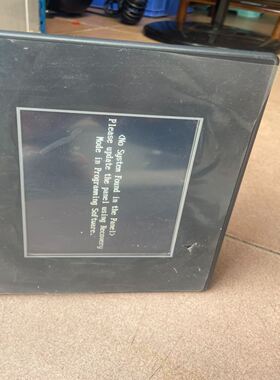 <No System Found in the Panel>
Please update the panel using Recovery
Mode in Programming Software.